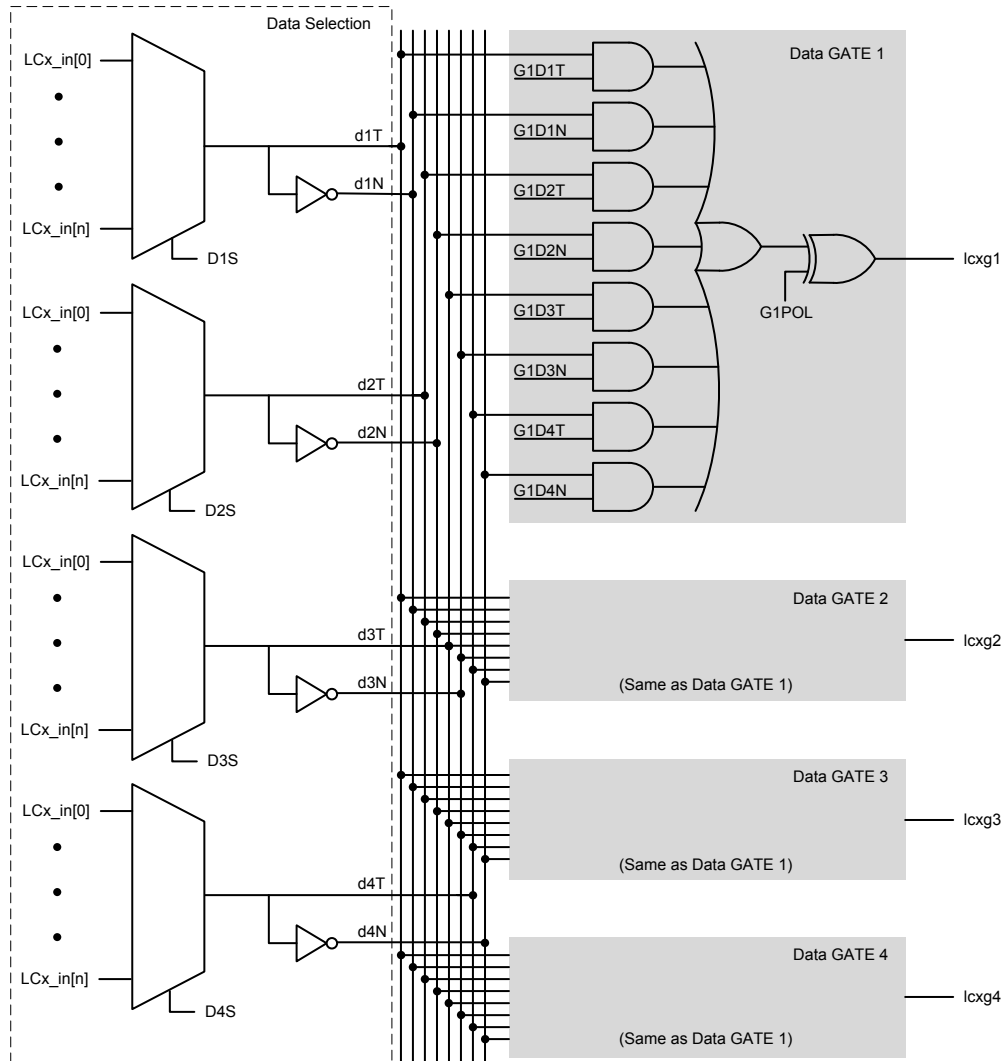 Data Selection
LCx_in[0]
LCx_in[n]
D1S
d1T
d1N
LCx_in[0]
LCx_in[n]
D2S
d2T
d2N
LCx_in[0]
LCx_in[n]
D3S
d3T
d3N
LCx_in[0]
LCx_in[n]
D4S
d4T
d4N
Data GATE 1
G1D1T
G1D1N
G1D2T
G1D2N
G1D3T
G1D3N
G1D4T
G1D4N
G1POL
lcxg1
Data GATE 2
(Same as Data GATE 1)
lcxg2
Data GATE 3
(Same as Data GATE 1)
lcxg3
Data GATE 4
(Same as Data GATE 1)
lcxg4